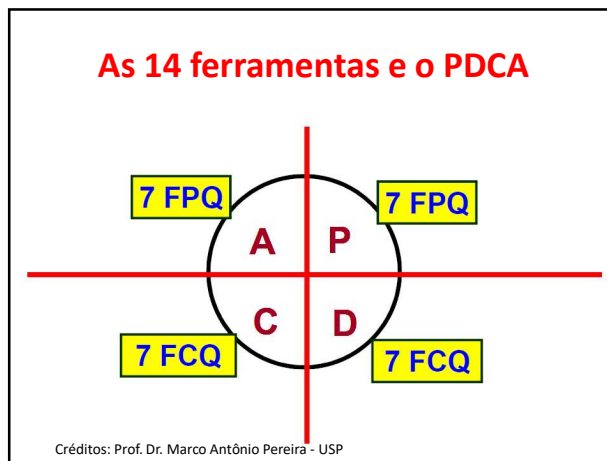 As 14 ferramentas e o PDCA
7 FPQ
7 FPQ
A
P
C
D
7 FCQ
7 FCQ
Créditos: Prof. Dr. Marco Antônio Pereira - USP